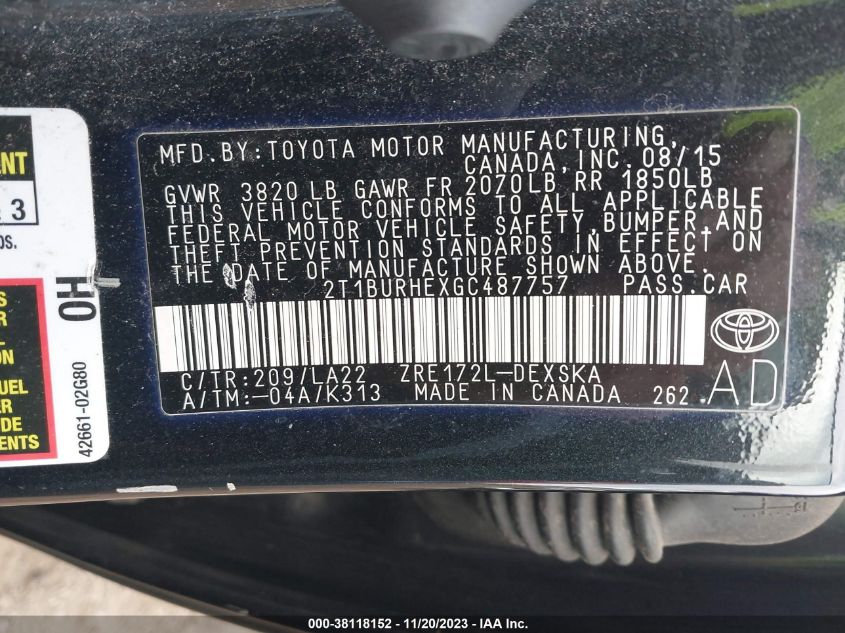 MFD.BY:TOYOTA MOTOR MANUFACTURING,
CANADA,INC.08/15
GVWR 3820 LB GAWR FR 2070LB RR 1850LB
THIS VEHICLE CONFORMS TO ALL APPLICABLE
FEDERAL MOTOR VEHICLE SAFETY,BUMPER,AND
THEFT PREVENTION STANDARDS IN EFFECT ON
THE DATE OF MANUFACTURE SHOWN ABOVE.
2T1BURHEXGC487757 PASS.CAR
C/TR:209/LA22 ZRE172L-DEXSKA
A/TM:-04A/K313 MADE IN CANADA 262 AD
3
OH
42661-02G80
DE
000-38118152 - 11/20/2023 - IAA Inc.